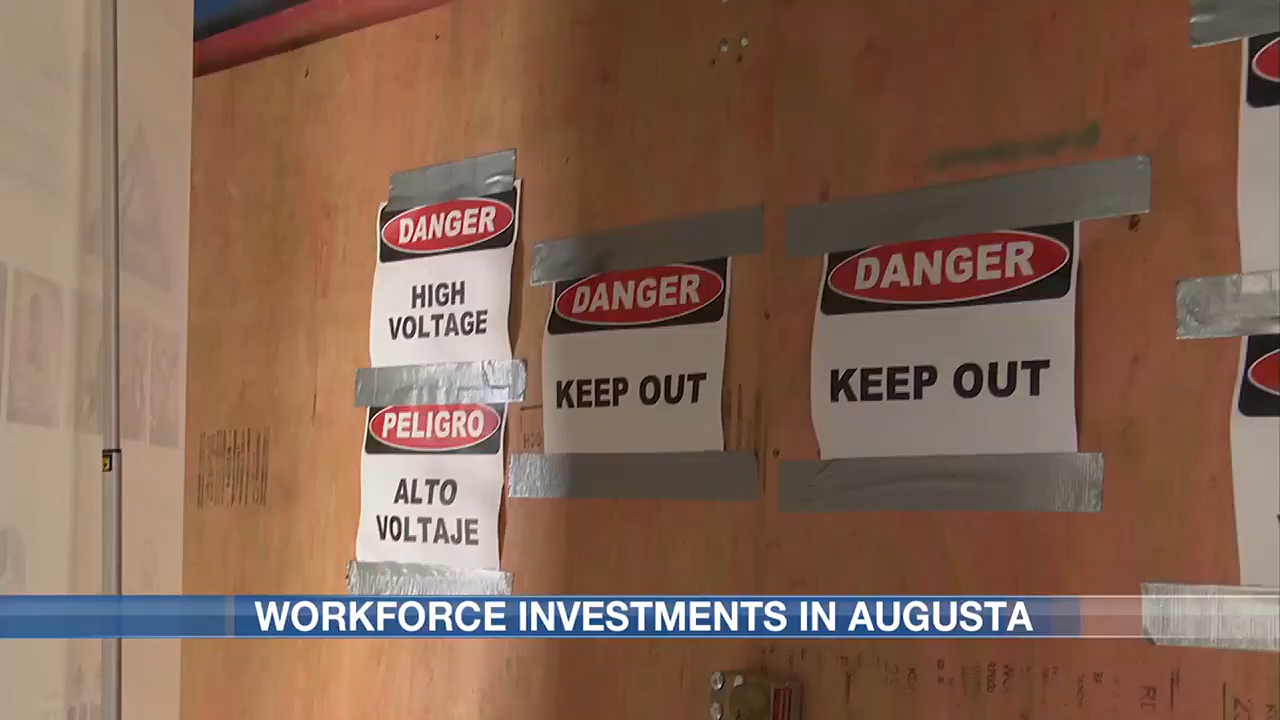 DANGER
HIGH
VOLTAGE
PELIGRO
ALTO
VOLTAJE
DANGER
KEEP OUT
DANGER
KEEP OUT
WORKFORCE INVESTMENTS IN AUGUSTA